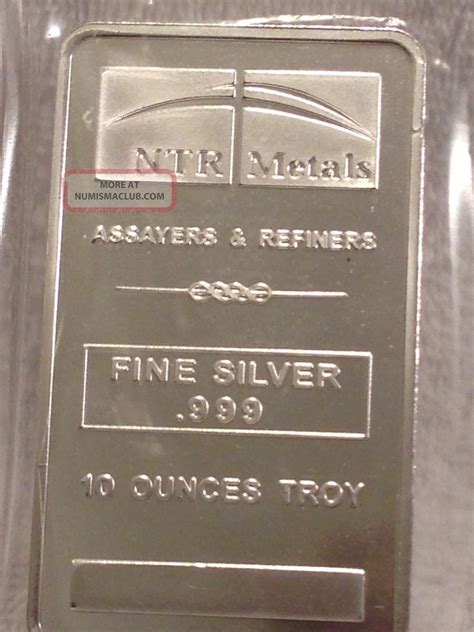 NTR Metals
MORE AT
NUMISMACLUB.COM
ASSAYERS & REFINERS
FINE SILVER
.999
10 OUNCES TROY